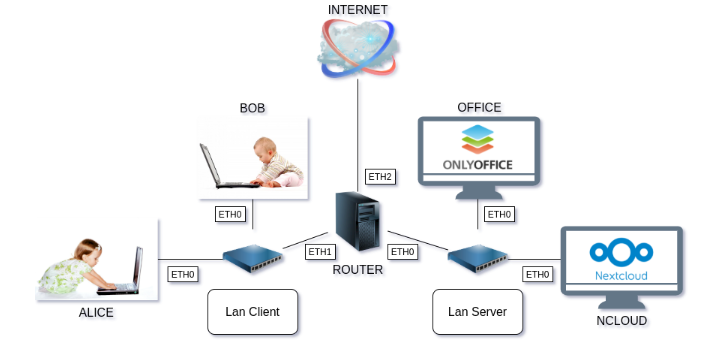 INTERNET
BOB
OFFICE
ONLYOFFICE
ETH2
ETH0
ETH0
ETH1
ETH0
ROUTER
ETH0
ETH0
Nextcloud
ALICE
Lan Client
Lan Server
NCLOUD